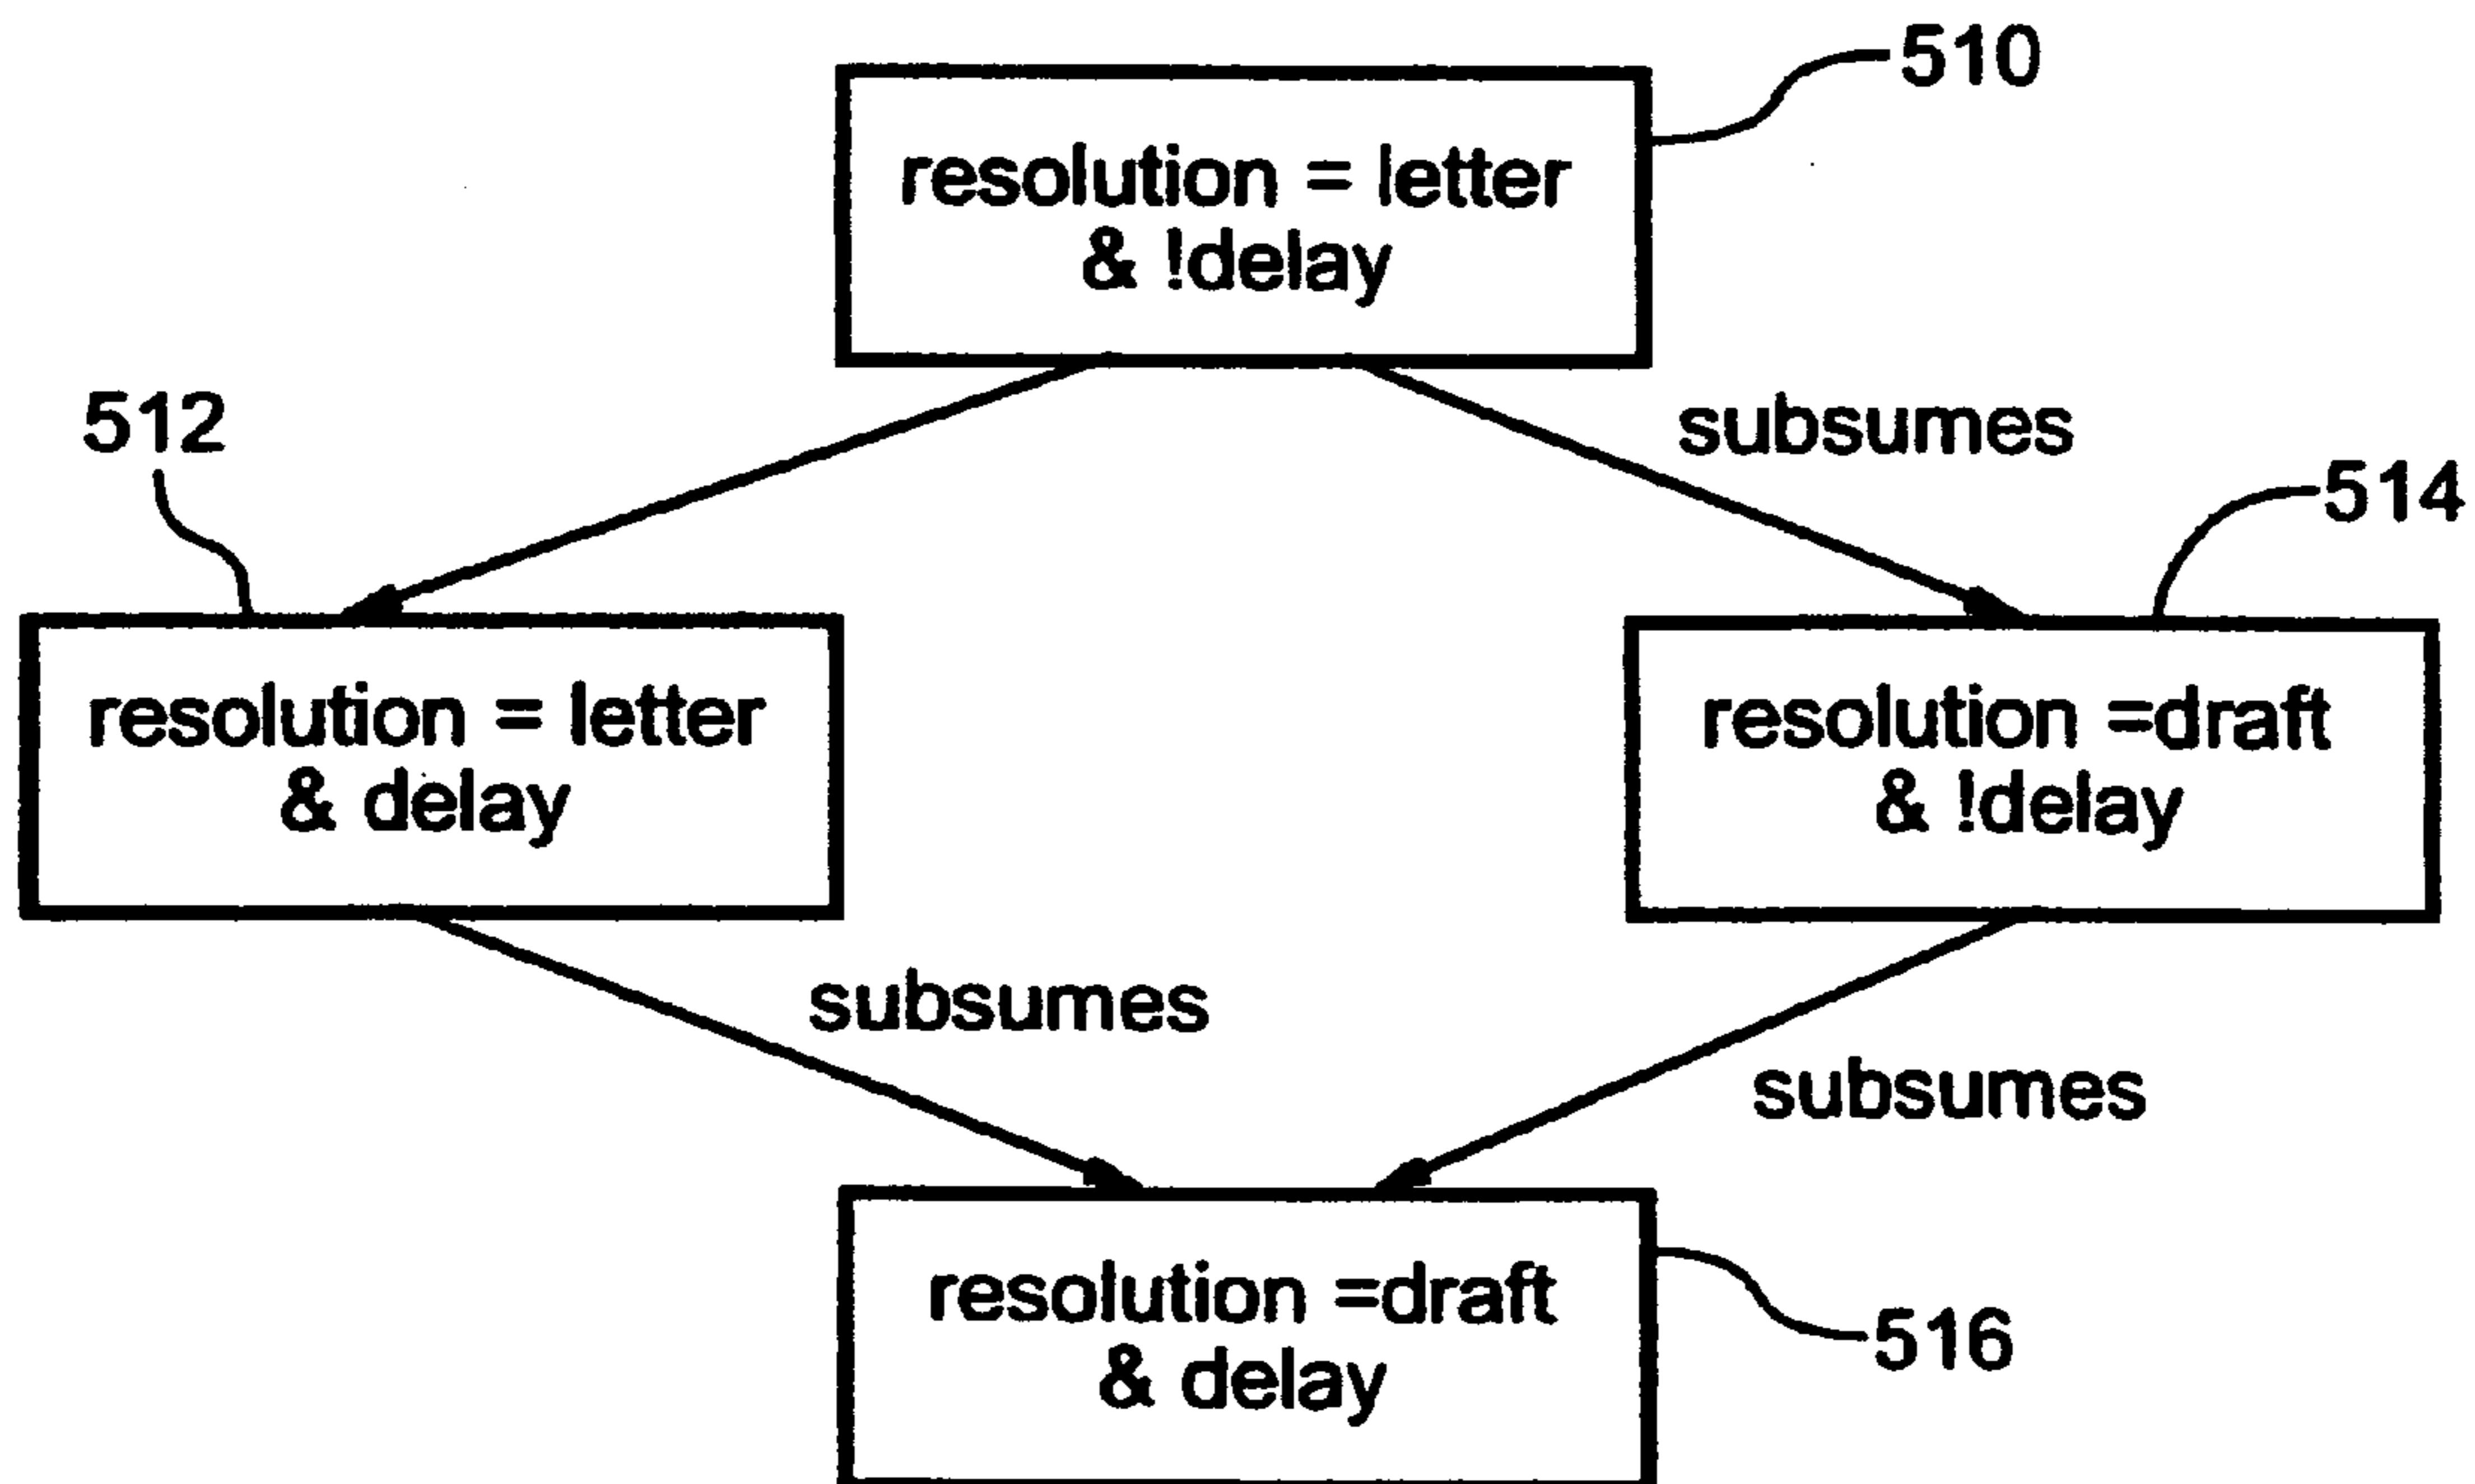 510
resolution = letter
& !delay
512
subsumes
514
resolution = letter
& delay
resolution =draft
& !delay
subsumes
subsumes
resolution =draft
& delay
516